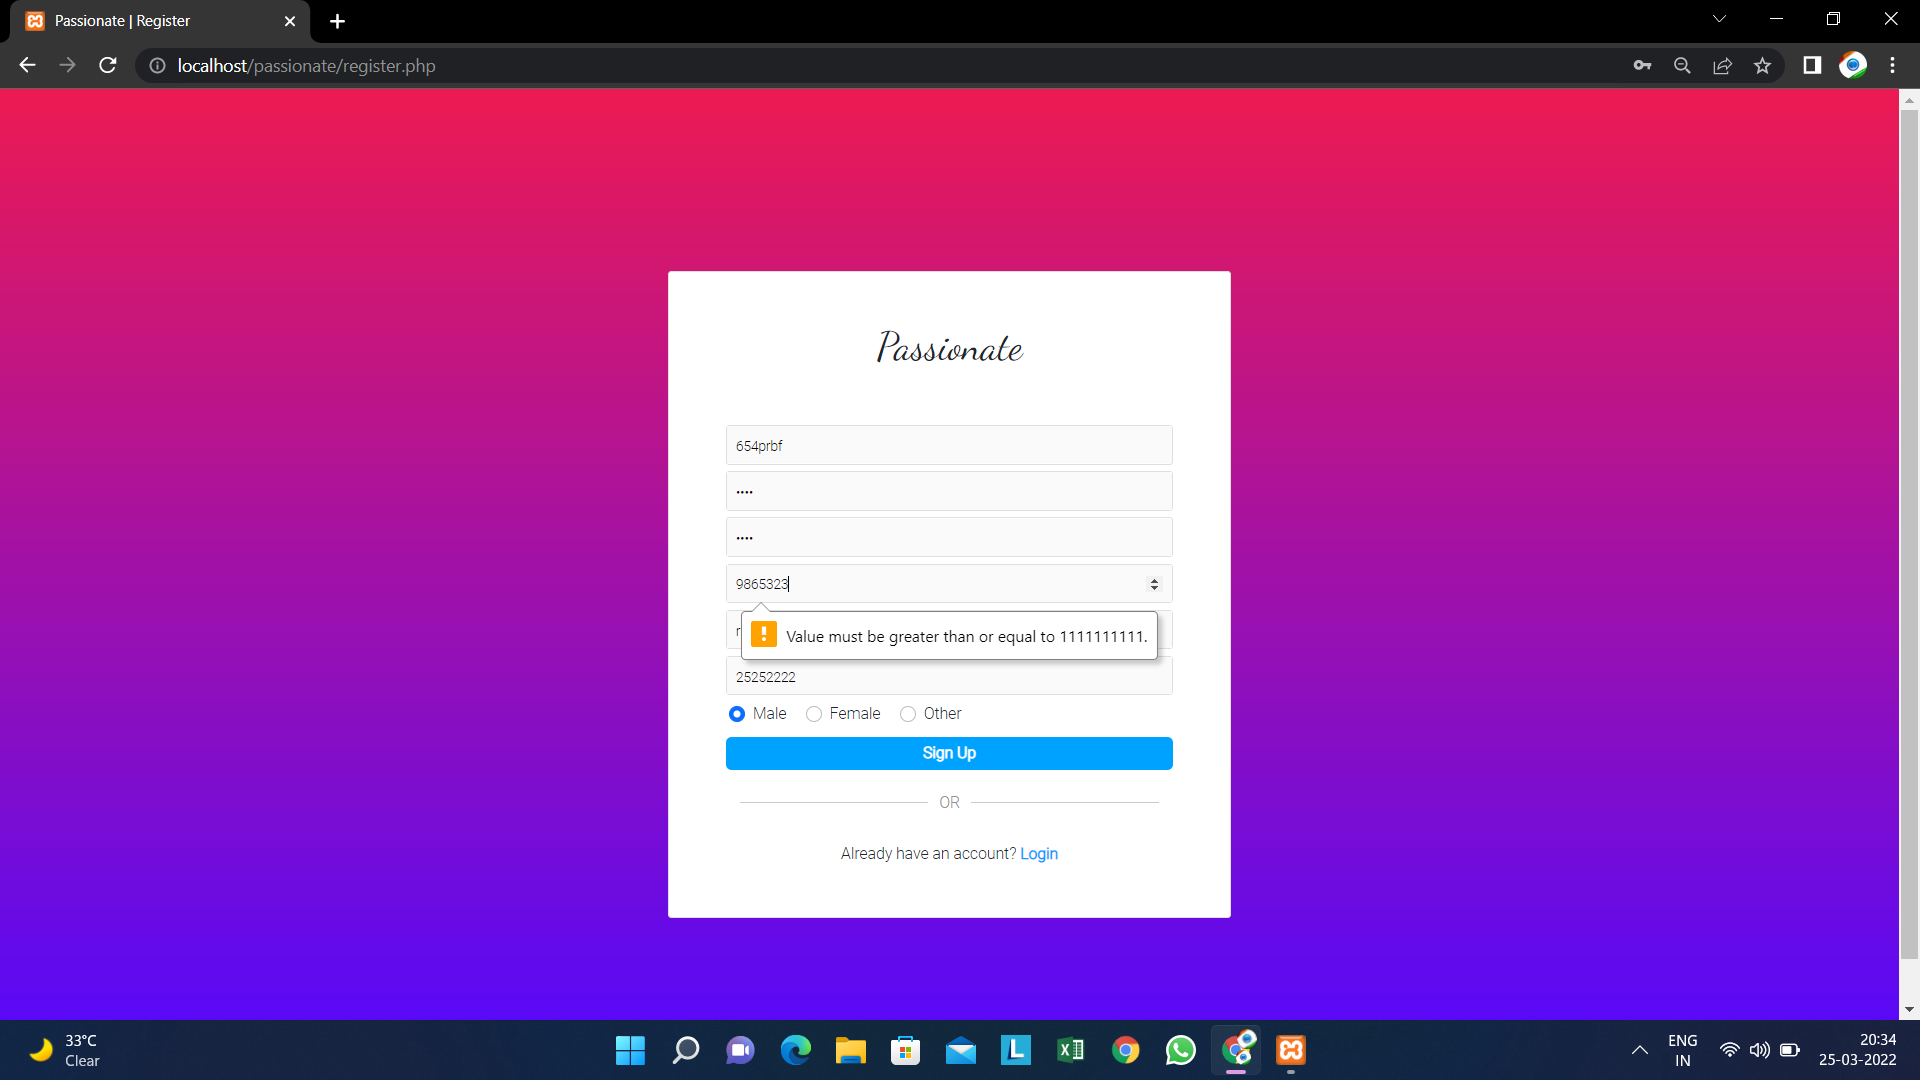 Passionate | Register
localhost/passionate/register.php
Passionate
654prbf
••••
••••
9865323
Value must be greater than or equal to 1111111111.
25252222
Male Female Other
Sign Up
OR
Already have an account? Login
33°C
Clear
ENG
IN
20:34
25-03-2022